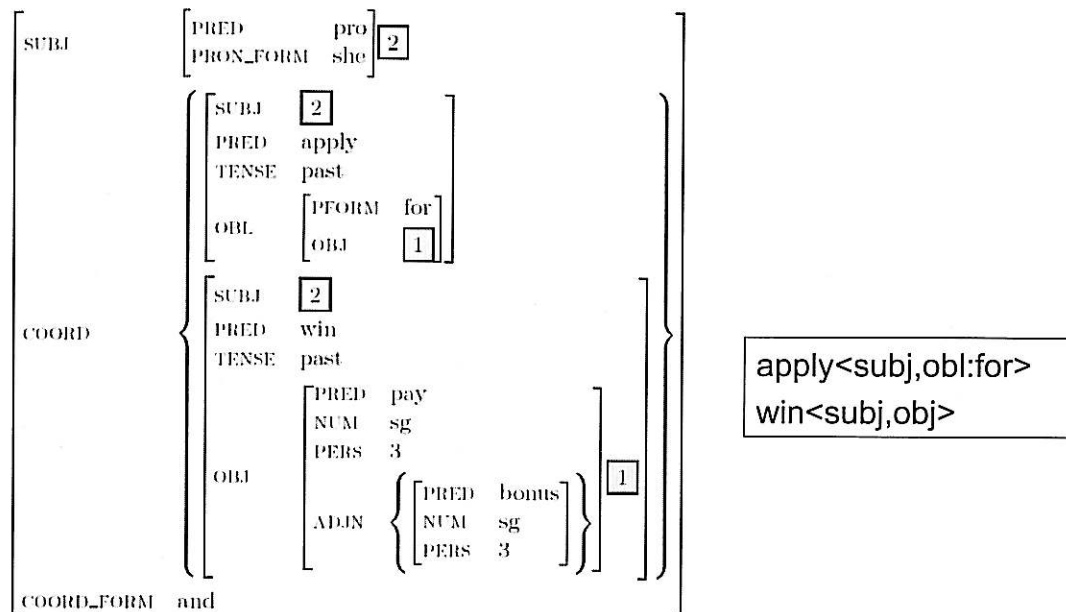 PRED pro
SUBJ 2
PRON_FORM she
SUBJ 2
PRED apply
TENSE past
PFORM for
OBL
OBJ 1
SUBJ 2
COORD PRED win
TENSE past
PRED pay
NUM sg
PERS 3
OBJ 1
PRED bonus
ADJN NUM sg
PERS 3
COORD_FORM and
apply<subj,obl:for>
win<subj,obj>